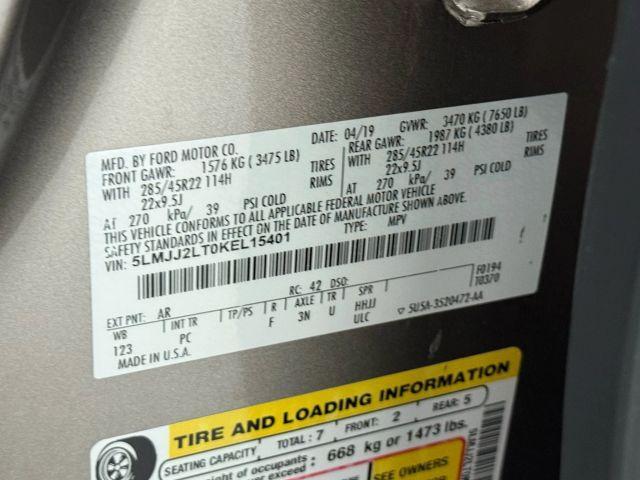 MFD. BY FORD MOTOR CO. DATE: 04/19 GVWR: 3470 KG ( 7650 LB)
FRONT GAWR: 1576 KG ( 3475 LB) REAR GAWR: 1987 KG ( 4380 LB)
WITH 285/45R22 114H TIRES WITH 285/45R22 114H TIRES
22x9.5J RIMS 22x9.5J RIMS
AT 270 kPa/ 39 PSI COLD AT 270 kPa/ 39 PSI COLD
THIS VEHICLE CONFORMS TO ALL APPLICABLE FEDERAL MOTOR VEHICLE
SAFETY STANDARDS IN EFFECT ON THE DATE OF MANUFACTURE SHOWN ABOVE.
VIN: 5LMJJ2LT0KEL15401 TYPE: MPV
F0194
T0370
EXT PNT: AR RC: 42 DSO:
WB INT TR TP/PS R AXLE TR SPR
123 PC F 3N U HHJJ
ULC
MADE IN U.S.A. 5U5A-3520472-AA
TIRE AND LOADING INFORMATION
SEATING CAPACITY TOTAL: 7 FRONT: 2 REAR: 5
weight of occupants
668 kg or 1473 lbs.
SEE OWNERS